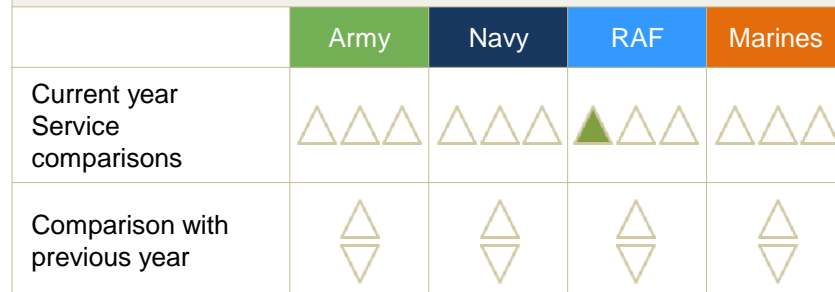 Army Navy RAF Marines
Current year
Service
comparisons
Comparison with
previous year